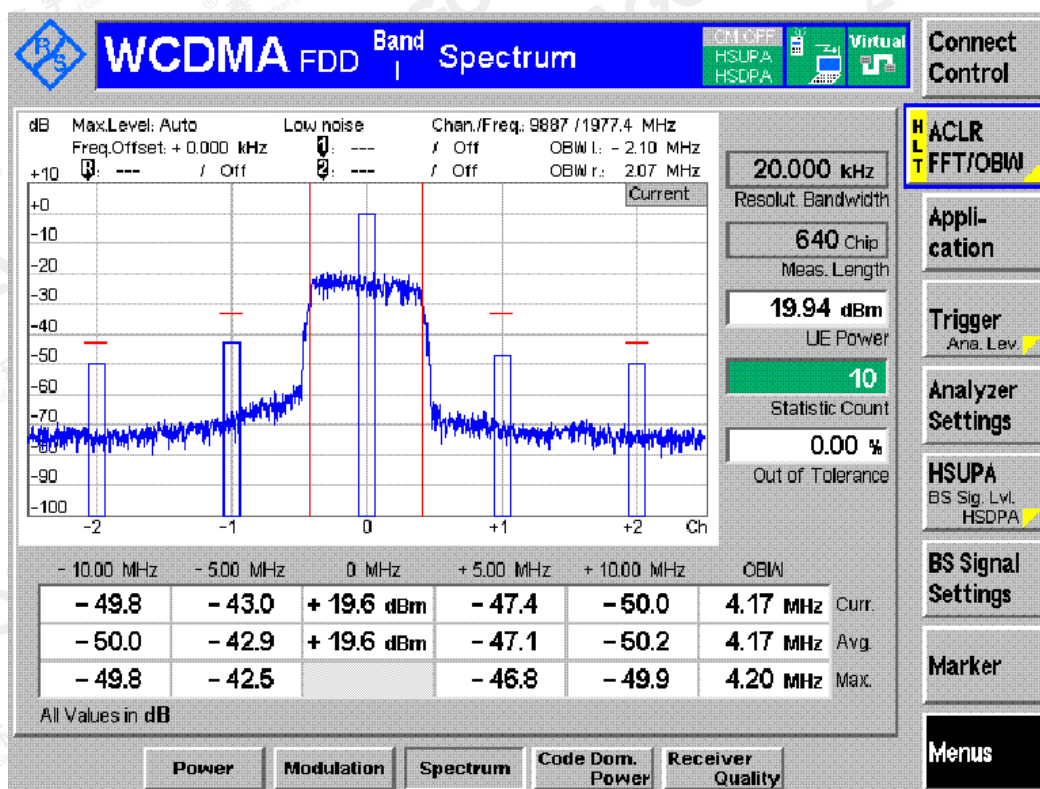 R&S
WCDMA FDD Band I Spectrum
CM:OFF
HSUPA
HSDPA
Virtual
Connect Control
dB Max.Level: Auto Low noise Chan./Freq.: 9887 / 1977.4 MHz
Freq.Offset: + 0.000 kHz 1: --- / Off OBW l.: - 2.10 MHz
R: --- / Off 2: --- / Off OBW r.: 2.07 MHz
Current
+10
+0
-10
-20
-30
-40
-50
-60
-70
-80
-90
-100
-2 -1 0 +1 +2 Ch
20.000 kHz
Resolut. Bandwidth
640 Chip
Meas. Length
19.94 dBm
UE Power
10
Statistic Count
0.00 %
Out of Tolerance
- 10.00 MHz - 5.00 MHz 0 MHz + 5.00 MHz + 10.00 MHz OBW
- 49.8 - 43.0 + 19.6 dBm - 47.4 - 50.0 4.17 MHz Curr.
- 50.0 - 42.9 + 19.6 dBm - 47.1 - 50.2 4.17 MHz Avg.
- 49.8 - 42.5 - 46.8 - 49.9 4.20 MHz Max.
All Values in dB
HLT
ACLR
FFT/OBW
Appli-
cation
Trigger
Ana. Lev.
Analyzer
Settings
HSUPA
BS Sig. Lvl.
HSDPA
BS Signal
Settings
Marker
Menus
Power Modulation Spectrum Code Dom. Power Receiver Quality